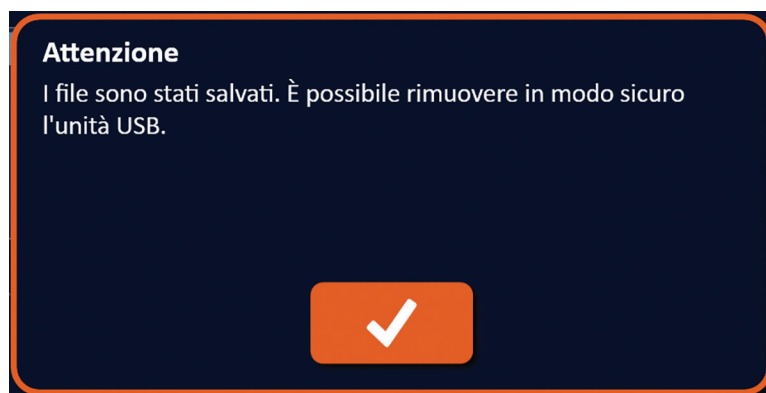 Attenzione
I file sono stati salvati. È possibile rimuovere in modo sicuro
l'unità USB.